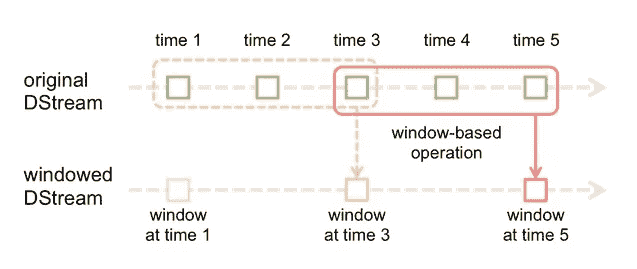 time 1 time 2 time 3 time 4 time 5
original
DStream
window-based
operation
windowed
DStream
window
at time 1
window
at time 3
window
at time 5